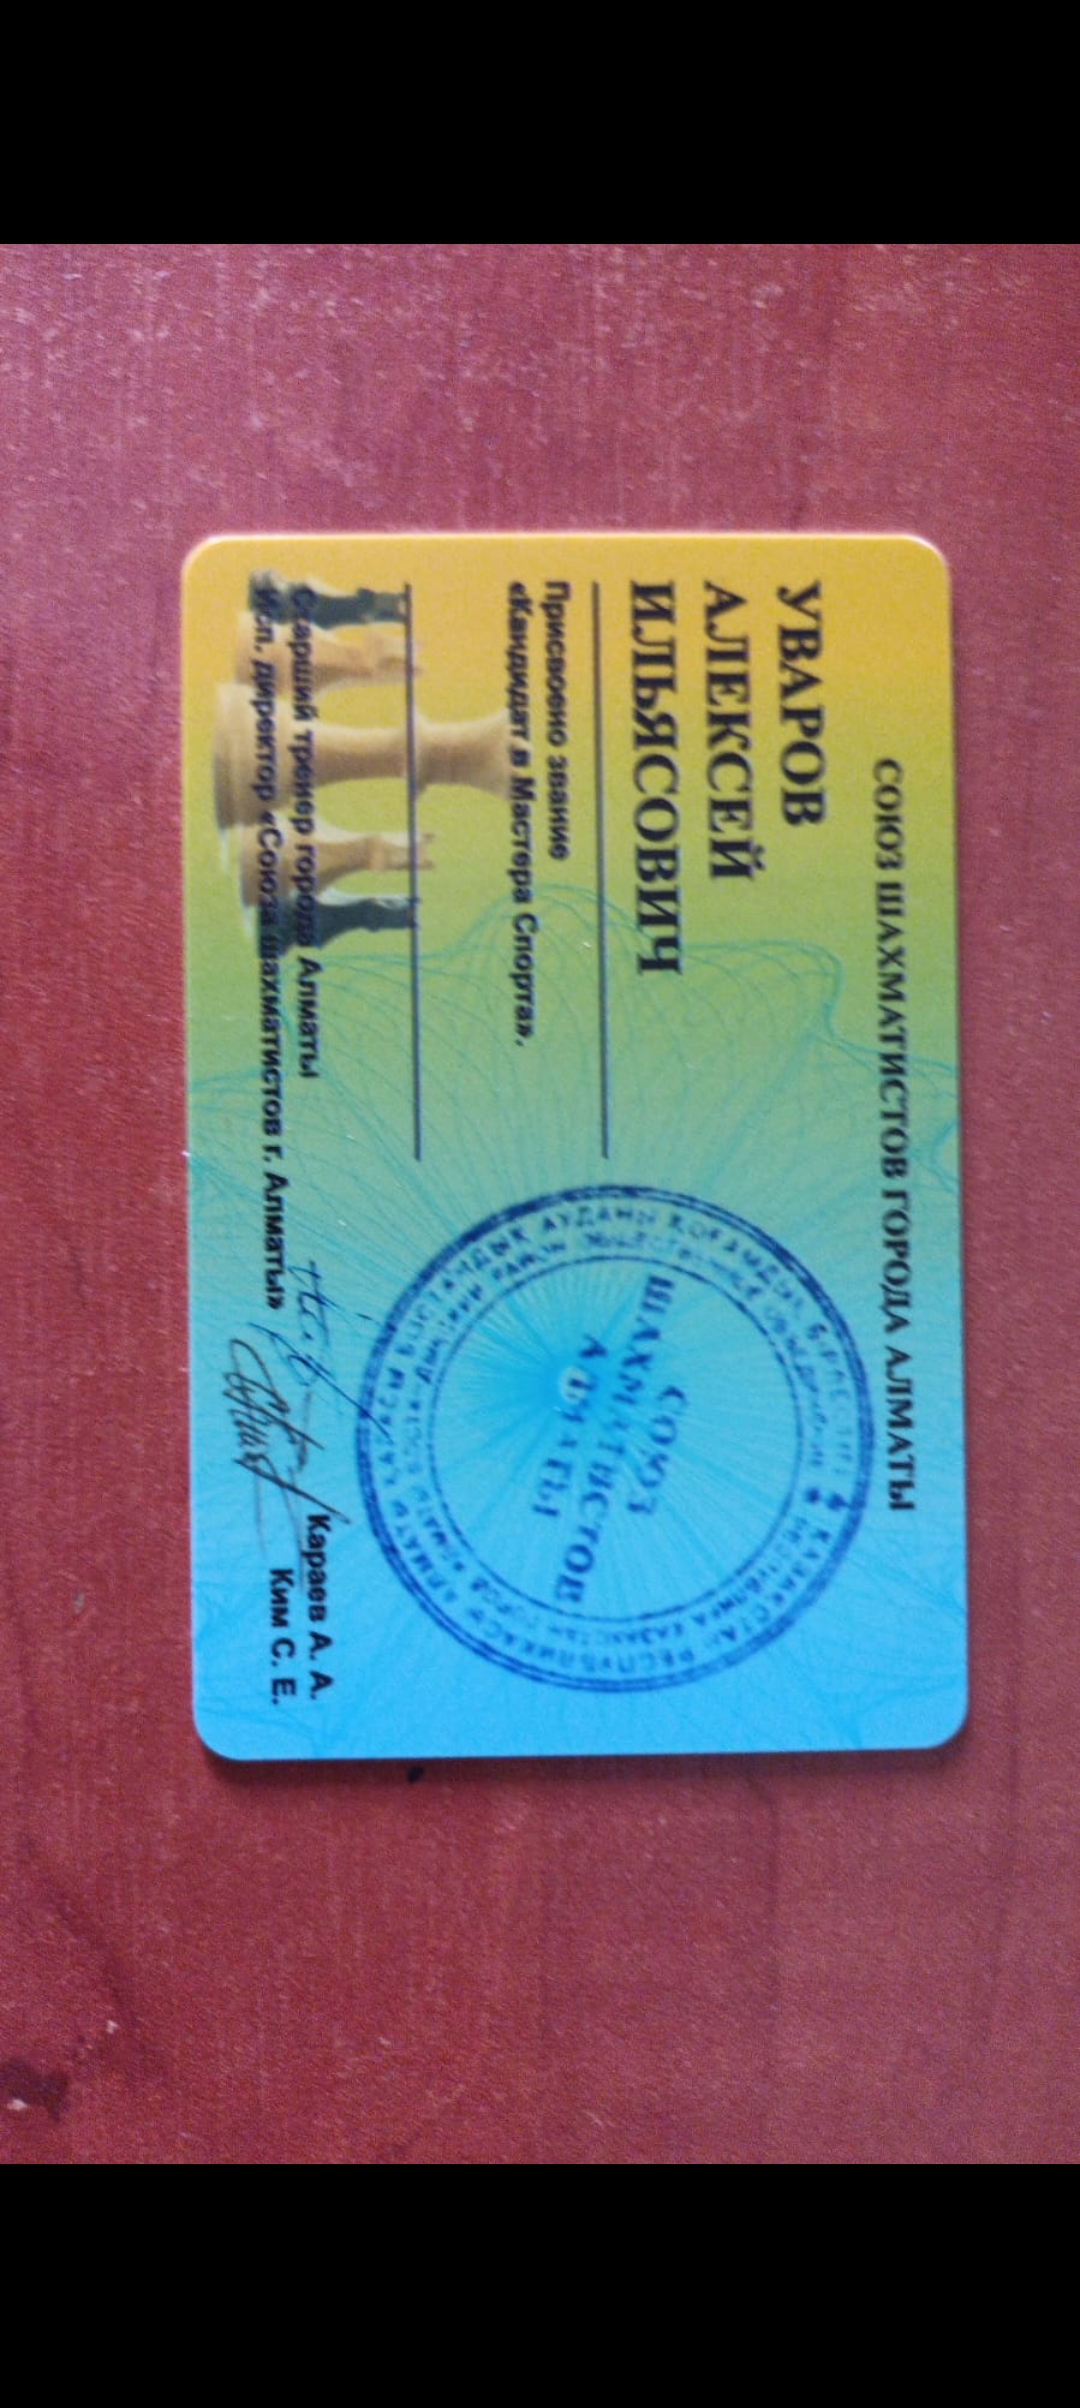 СОЮЗ ШАХМАТИСТОВ ГОРОДА АЛМАТЫ
УВАРОВ
АЛЕКСЕЙ
ИЛЬЯСОВИЧ
Присвоено звание
«Кандидат в Мастера Спорта».
СОЮЗ
ШАХМАТИСТОВ
АЛМАТЫ
Старший тренер города Алматы Караев А. А.
Исп. директор «Союза шахматистов г. Алматы» Ким С. Е.